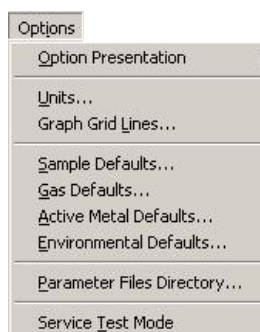 Options
Option Presentation
Units...
Graph Grid Lines...
Sample Defaults...
Gas Defaults...
Active Metal Defaults...
Environmental Defaults...
Parameter Files Directory...
Service Test Mode